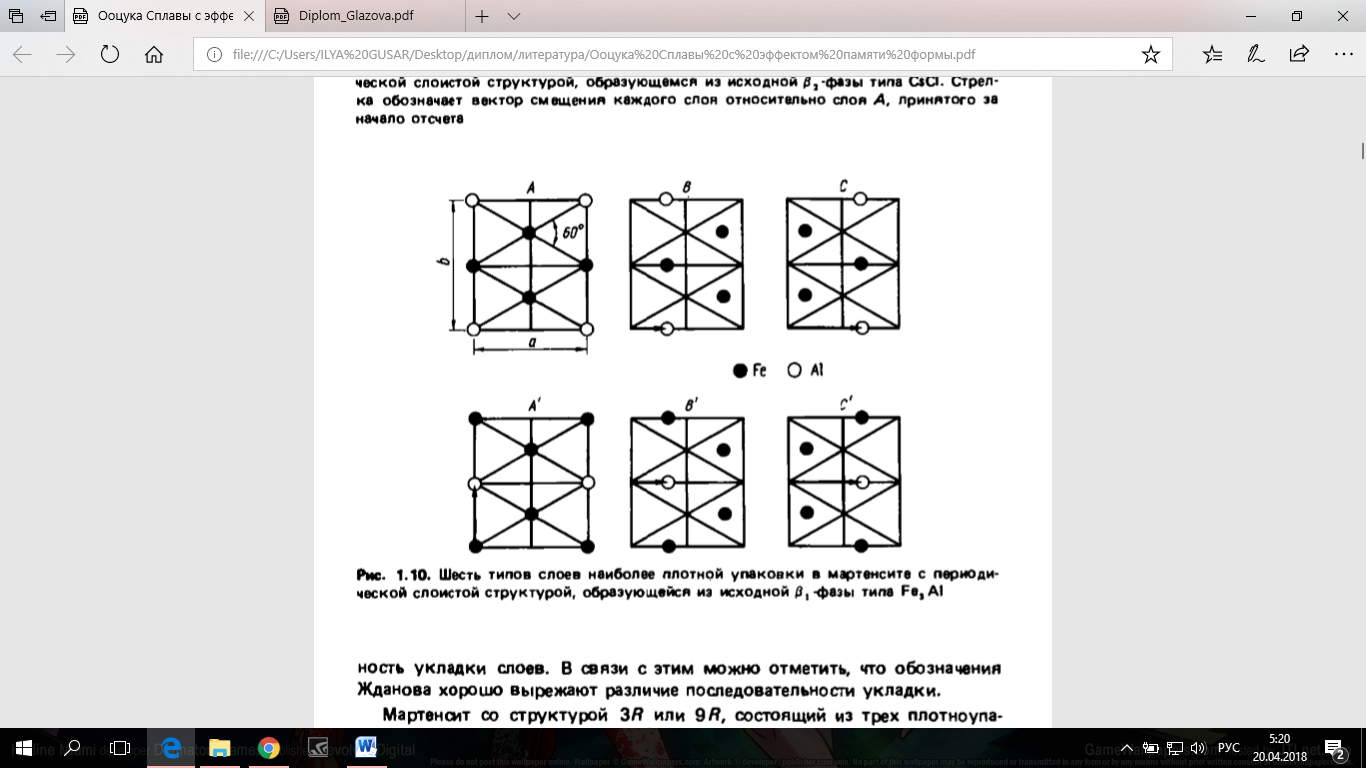 Ооцука Сплавы с эффе
Diplom_Glazova.pdf
file:///C:/Users/ILYA%20GUSAR/Desktop/диплом/литература/Ооцука%20Сплавы%20с%20эффектом%20памяти%20формы.pdf
ческой слоистой структурой, образующемся из исходной β₂-фазы типа CsCl. Стрел-
ка обозначает вектор смещения каждого слоя относительно слоя A, принятого за
начало отсчета
A B C
60°
b
a
Fe Al
A' B' C'
Рис. 1.10. Шесть типов слоев наиболее плотной упаковки в мартенсите с периоди-
ческой слоистой структурой, образующейся из исходной β₁-фазы типа Fe₃Al
ность укладки слоев. В связи с этим можно отметить, что обозначения
Жданова хорошо вырежают различие последовательности укладки.
Мартенсит со структурой 3R или 9R, состоящий из трех плотноупа-
Digital
РУС
5:20
20.04.2018
2